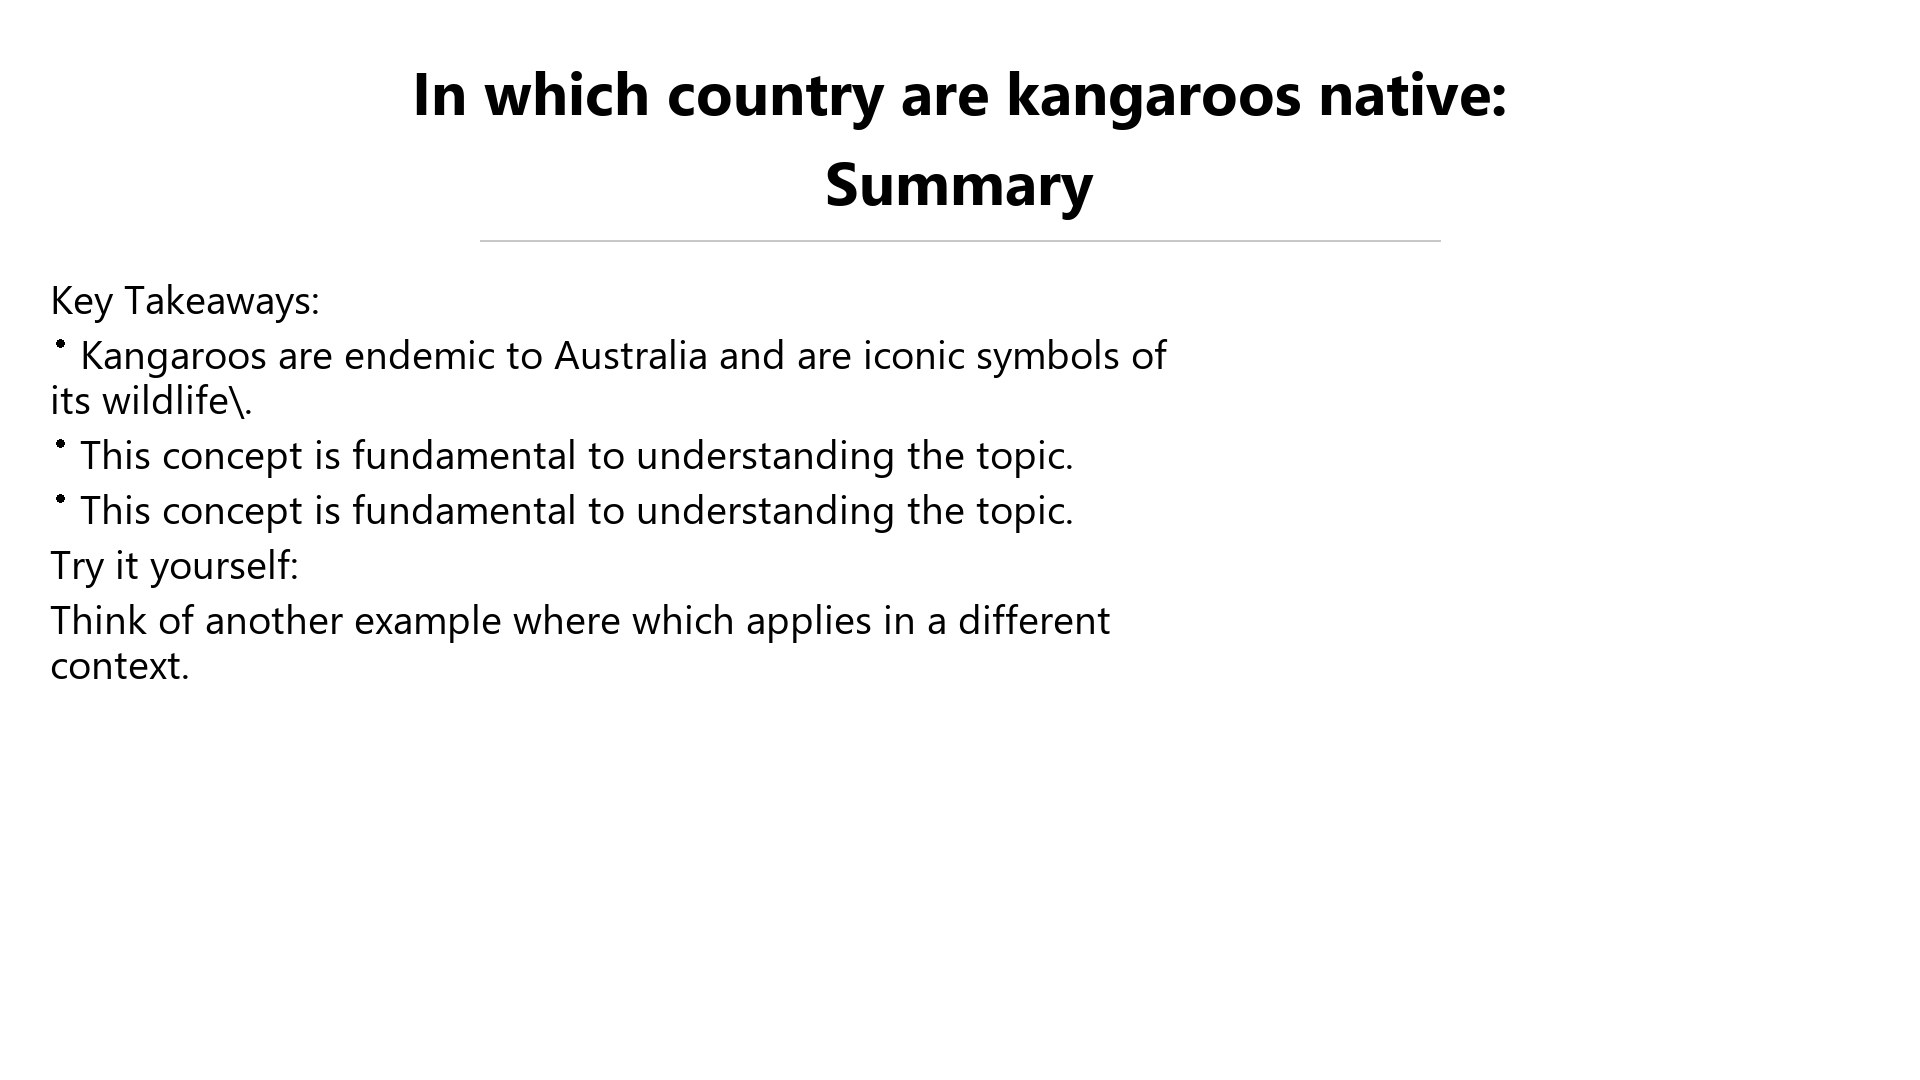 In which country are kangaroos native:
Summary
Key Takeaways:
• Kangaroos are endemic to Australia and are iconic symbols of
its wildlife\.
• This concept is fundamental to understanding the topic.
• This concept is fundamental to understanding the topic.
Try it yourself:
Think of another example where which applies in a different
context.